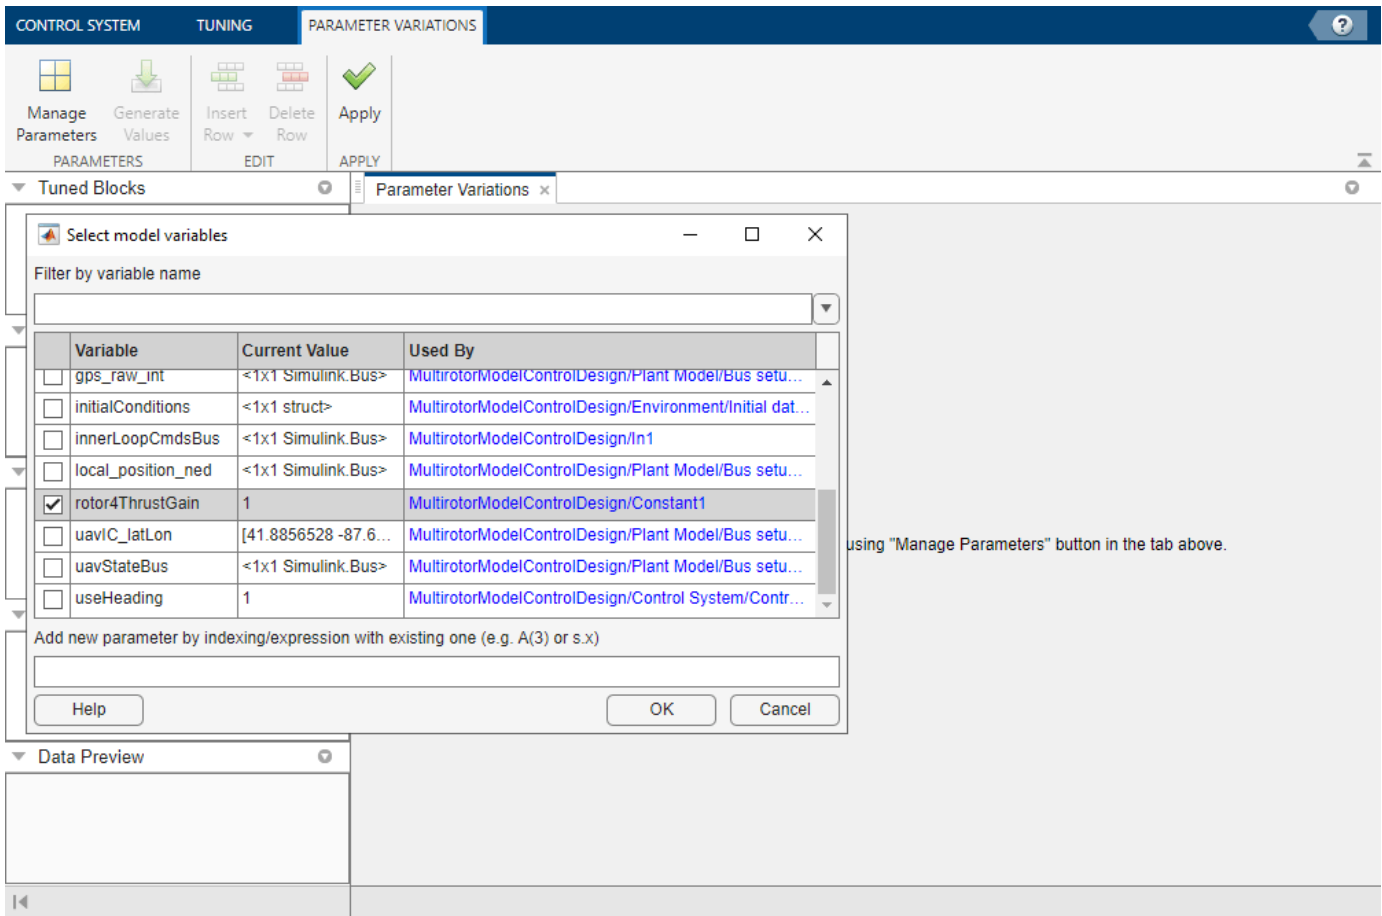 CONTROL SYSTEM TUNING PARAMETER VARIATIONS ?
Manage Parameters Generate Values Insert Row Delete Row Apply
PARAMETERS EDIT APPLY
Tuned Blocks Parameter Variations ×
Select model variables
Filter by variable name
Variable Current Value Used By
gps_raw_int <1x1 Simulink.Bus> MultirotorModelControlDesign/Plant Model/Bus setu...
initialConditions <1x1 struct> MultirotorModelControlDesign/Environment/Initial dat...
innerLoopCmdsBus <1x1 Simulink.Bus> MultirotorModelControlDesign/In1
local_position_ned <1x1 Simulink.Bus> MultirotorModelControlDesign/Plant Model/Bus setu...
rotor4ThrustGain 1 MultirotorModelControlDesign/Constant1
uavIC_latLon [41.8856528 -87.6... MultirotorModelControlDesign/Plant Model/Bus setu...
using "Manage Parameters" button in the tab above.
uavStateBus <1x1 Simulink.Bus> MultirotorModelControlDesign/Plant Model/Bus setu...
useHeading 1 MultirotorModelControlDesign/Control System/Contr...
Add new parameter by indexing/expression with existing one (e.g. A(3) or s.x)
Help OK Cancel
Data Preview